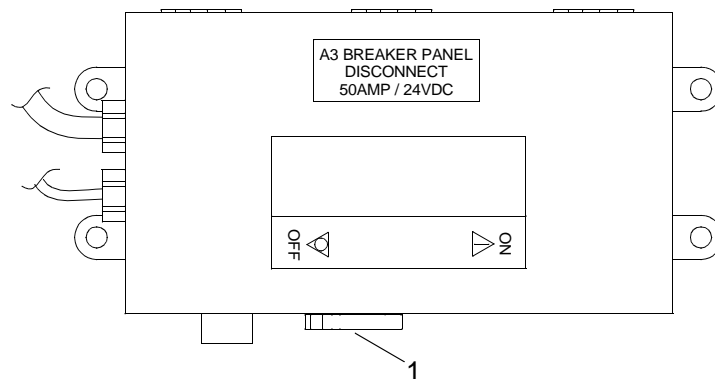 A3 BREAKER PANEL
DISCONNECT
50AMP / 24VDC
OFF
ON
1